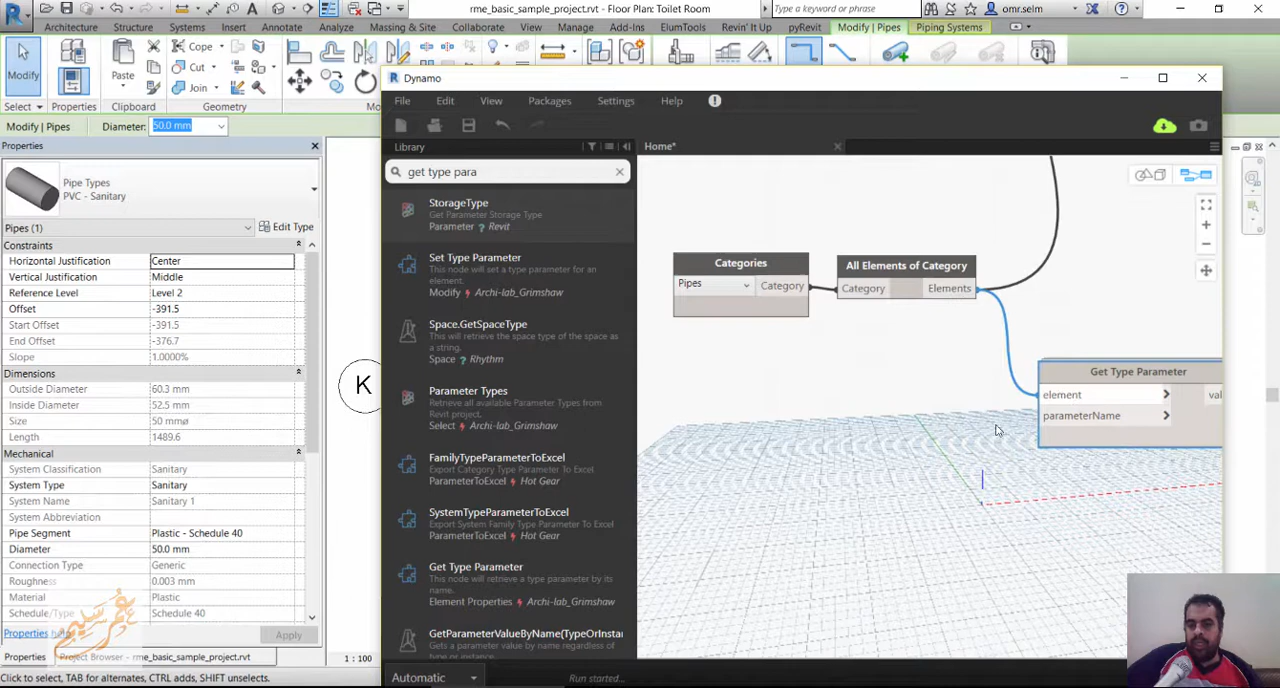 rme_basic_sample_project.rvt - Floor Plan: Toilet Room
Type a keyword or phrase
omr.selm
Architecture
Structure
Systems
Insert
Annotate
Massing & Site
Collaborate
View
Manage
Add-Ins
Revin' It Up
pyRevit
Modify | Pipes
Piping Systems
Modify
Paste
Cope
Cut
Join
Select
Properties
Clipboard
Geometry
Modify | Pipes
Diameter:
50.0 mm
Properties
Pipe Types
PVC - Sanitary
Pipes (1)
Edit Type
Constraints
Horizontal Justification Center
Vertical Justification Middle
Reference Level Level 2
Offset -391.5
Start Offset -391.5
End Offset -376.7
Slope 1.0000%
Dimensions
Outside Diameter 60.3 mm
Inside Diameter 52.5 mm
Size 50 mmø
Length 1489.6
Mechanical
System Classification Sanitary
System Type Sanitary
System Name Sanitary 1
System Abbreviation
Pipe Segment Plastic - Schedule 40
Diameter 50.0 mm
Connection Type Generic
Roughness 0.003 mm
Material Plastic
Schedule/Type Schedule 40
Properties help
Apply
Properties
Project Browser - rme_basic_sample_project.rvt
Click to select, TAB for alternates, CTRL adds, SHIFT unselects.
K
1 : 100
Dynamo
File
Edit
View
Packages
Settings
Help
Library
get type para
StorageType
Get Parameter Storage Type
Parameter ? Revit
Set Type Parameter
This node will set a type parameter for an
element.
Modify Archi-lab_Grimshaw
Space.GetSpaceType
This will retrieve the space type of the space as
a string.
Space ? Rhythm
Parameter Types
Retrieve all available Parameter Types from
Revit project.
Select Archi-lab_Grimshaw
FamilyTypeParameterToExcel
Export Category Type Parameter To Excel
ParameterToExcel Hot Gear
SystemTypeParameterToExcel
Export System Family Type Parameter To Excel
ParameterToExcel Hot Gear
Get Type Parameter
This node will retrieve a type parameter by its
name.
Element Properties Archi-lab_Grimshaw
GetParameterValueByName(TypeOrInstar
Gets a parameter value by name regardless of
Automatic
Run started...
Home*
Categories
Pipes
Category
All Elements of Category
Category
Elements
Get Type Parameter
element
val
parameterName